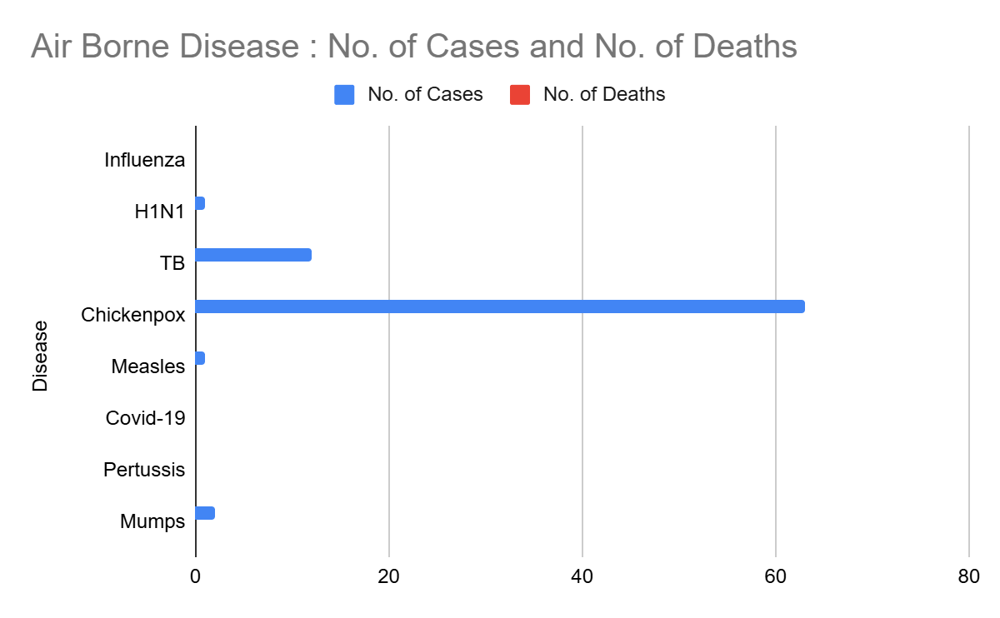 Air Borne Disease : No. of Cases and No. of Deaths
No. of Cases
No. of Deaths
Disease
Influenza
H1N1
TB
Chickenpox
Measles
Covid-19
Pertussis
Mumps
0
20
40
60
80